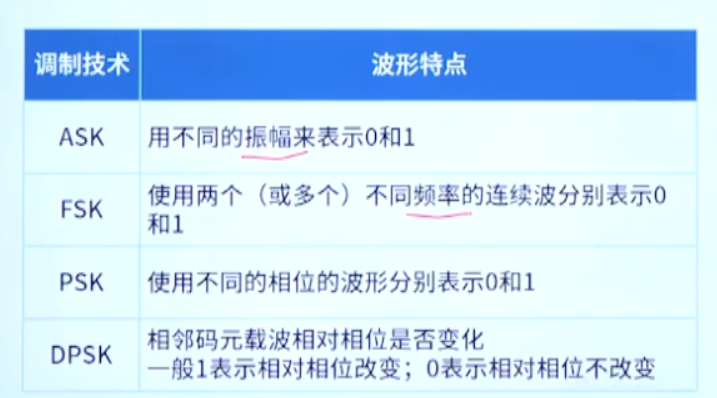 调制技术 波形特点
ASK 用不同的振幅来表示0和1
FSK 使用两个（或多个）不同频率的连续波分别表示0
和1
PSK 使用不同的相位的波形分别表示0和1
DPSK 相邻码元载波相对相位是否变化
一般1表示相对相位改变；0表示相对相位不改变